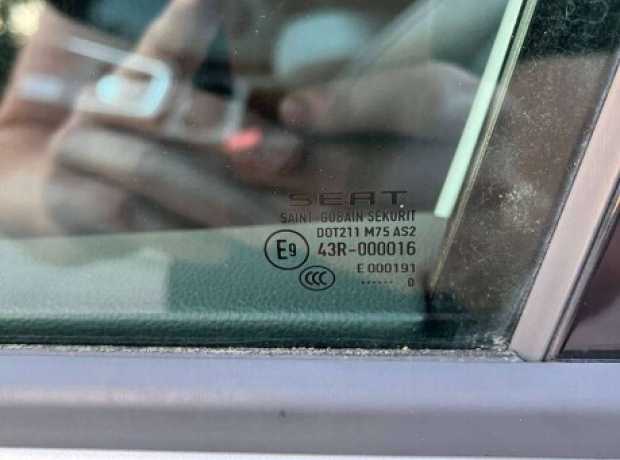 SEAT
SAINT-GOBAIN SEKURIT
DOT211 M75 AS2
E9 43R-000016
E 000191
CCC ...... 0